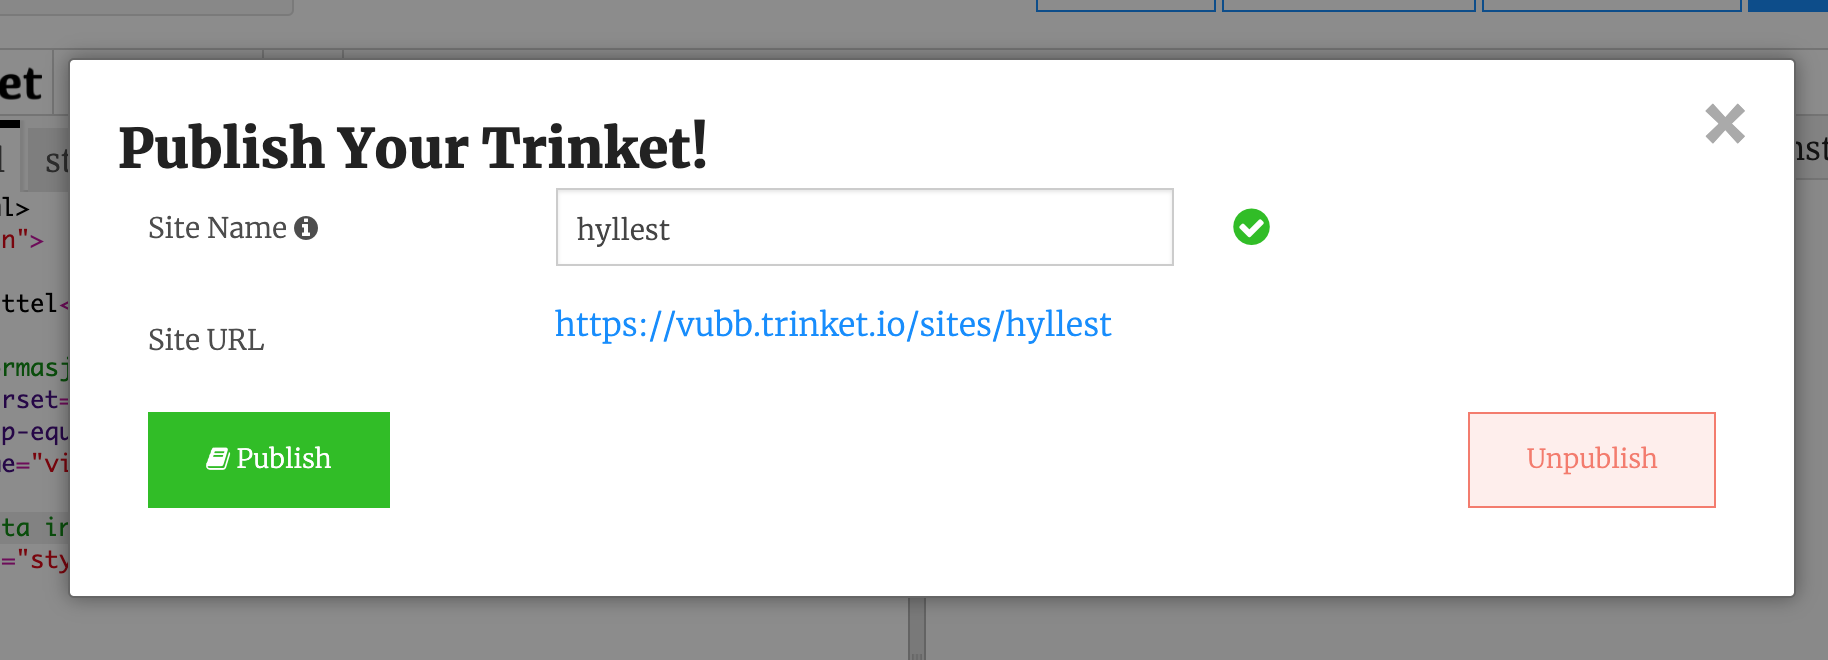 et
Publish Your Trinket!
st
nst
Site Name
hyllest
l>
n">
ttel<
https://vubb.trinket.io/sites/hyllest
Site URL
rmasj
rset=
p-equ
Publish
Unpublish
e="vi
ta in
="sty